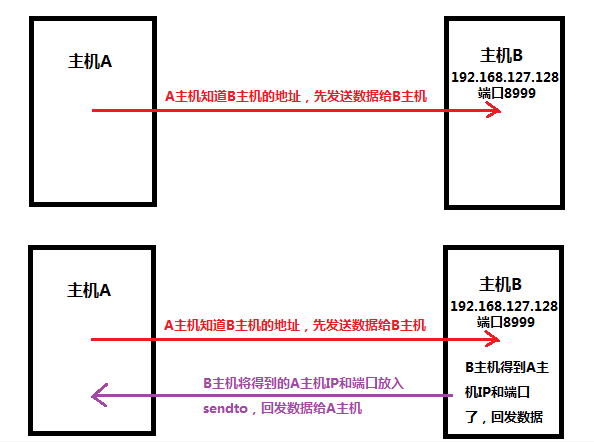 主机A
主机B
192.168.127.128
端口8999
A主机知道B主机的地址，先发送数据给B主机
主机A
主机B
192.168.127.128
端口8999
A主机知道B主机的地址，先发送数据给B主机
B主机将得到的A主机IP和端口放入
sendto，回发数据给A主机
B主机得到A主
机IP和端口
了，回发数据